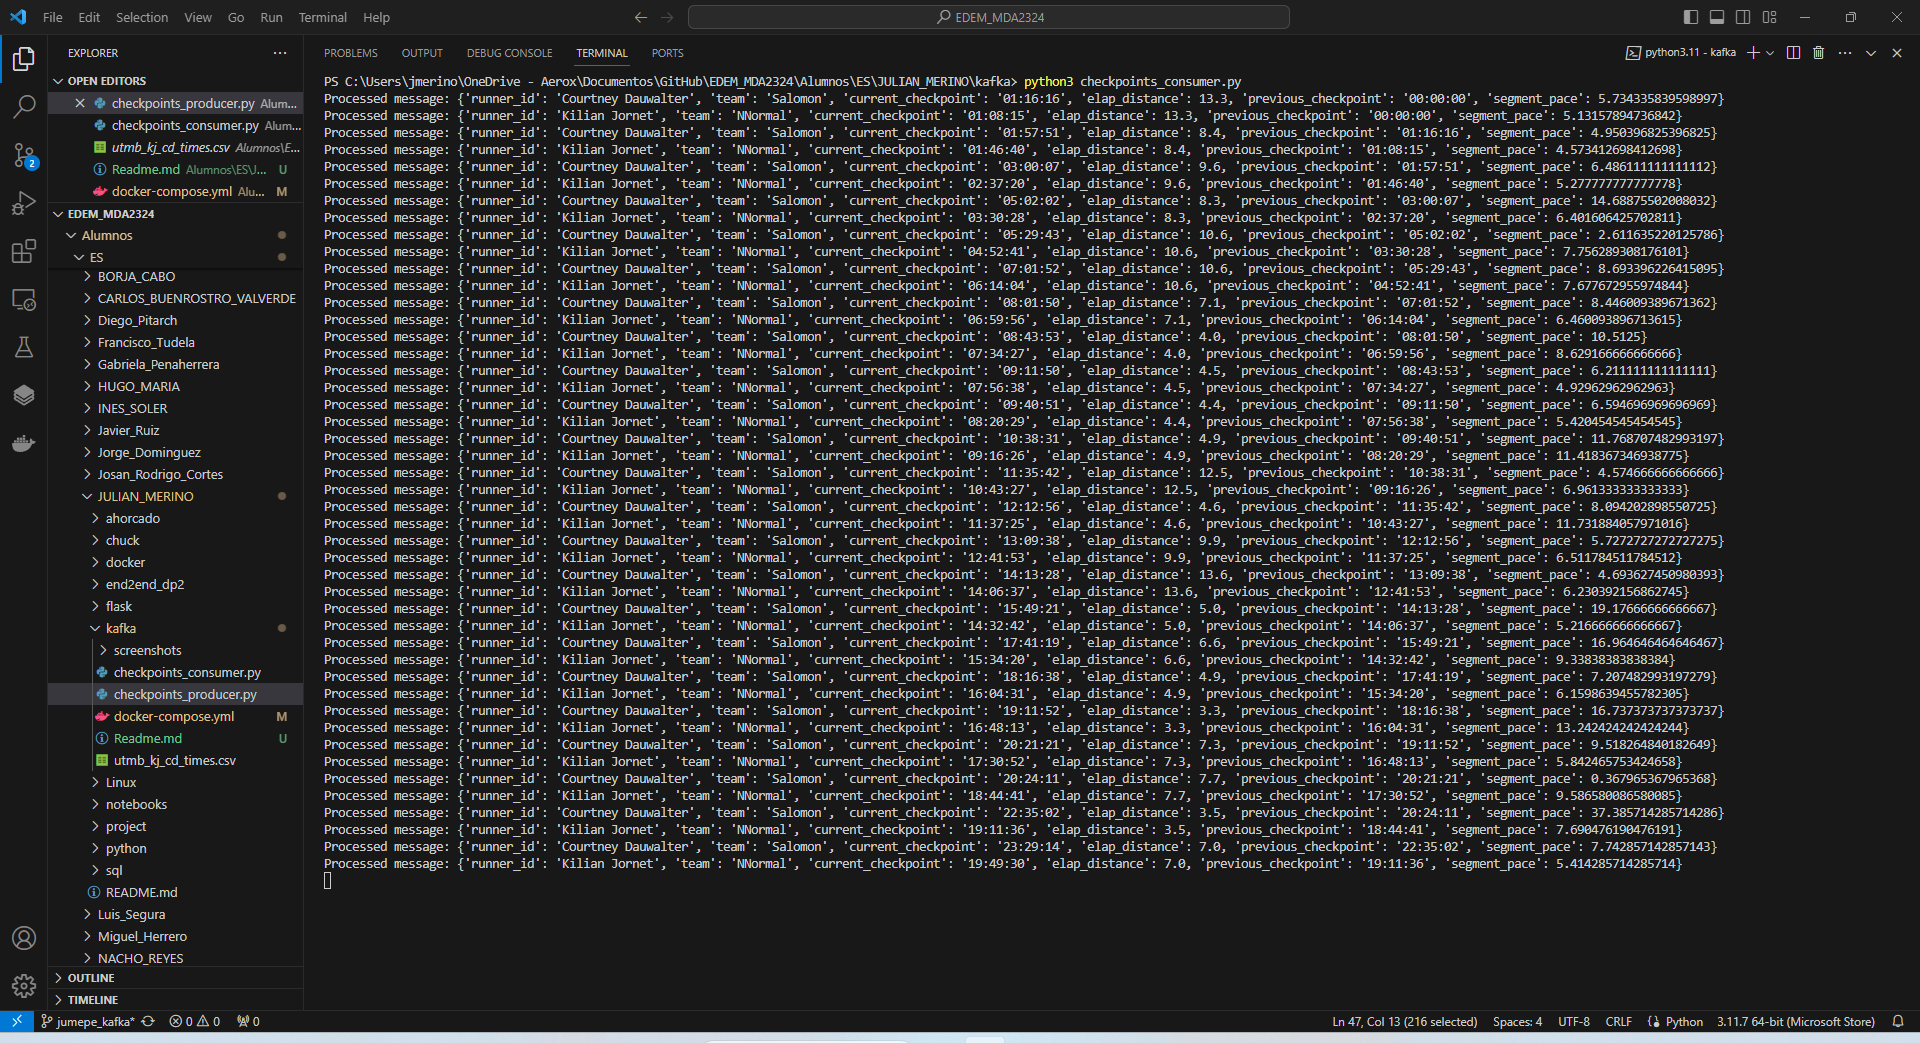 File Edit Selection View Go Run Terminal Help
EDEM_MDA2324
EXPLORER
OPEN EDITORS
checkpoints_producer.py Alum...
checkpoints_consumer.py Alum...
utmb_kj_cd_times.csv Alumnos\E...
Readme.md Alumnos\ES\J... U
docker-compose.yml Alu... M
EDEM_MDA2324
Alumnos
ES
BORJA_CABO
CARLOS_BUENROSTRO_VALVERDE
Diego_Pitarch
Francisco_Tudela
Gabriela_Penaherrera
HUGO_MARIA
INES_SOLER
Javier_Ruiz
Jorge_Dominguez
Josan_Rodrigo_Cortes
JULIAN_MERINO
ahorcado
chuck
docker
end2end_dp2
flask
kafka
screenshots
checkpoints_consumer.py
checkpoints_producer.py
docker-compose.yml M
Readme.md U
utmb_kj_cd_times.csv
Linux
notebooks
project
python
sql
README.md
Luis_Segura
Miguel_Herrero
NACHO_REYES
OUTLINE
TIMELINE
2
PROBLEMS OUTPUT DEBUG CONSOLE TERMINAL PORTS
python3.11 - kafka
PS C:\Users\jmerino\OneDrive - Aerox\Documentos\GitHub\EDEM_MDA2324\Alumnos\ES\JULIAN_MERINO\kafka> python3 checkpoints_consumer.py
Processed message: {'runner_id': 'Courtney Dauwalter', 'team': 'Salomon', 'current_checkpoint': '01:16:16', 'elap_distance': 13.3, 'previous_checkpoint': '00:00:00', 'segment_pace': 5.734335839598997}
Processed message: {'runner_id': 'Kilian Jornet', 'team': 'NNormal', 'current_checkpoint': '01:08:15', 'elap_distance': 13.3, 'previous_checkpoint': '00:00:00', 'segment_pace': 5.13157894736842}
Processed message: {'runner_id': 'Courtney Dauwalter', 'team': 'Salomon', 'current_checkpoint': '01:57:51', 'elap_distance': 8.4, 'previous_checkpoint': '01:16:16', 'segment_pace': 4.950396825396825}
Processed message: {'runner_id': 'Kilian Jornet', 'team': 'NNormal', 'current_checkpoint': '01:46:40', 'elap_distance': 8.4, 'previous_checkpoint': '01:08:15', 'segment_pace': 4.573412698412698}
Processed message: {'runner_id': 'Courtney Dauwalter', 'team': 'Salomon', 'current_checkpoint': '03:00:07', 'elap_distance': 9.6, 'previous_checkpoint': '01:57:51', 'segment_pace': 6.486111111111112}
Processed message: {'runner_id': 'Kilian Jornet', 'team': 'NNormal', 'current_checkpoint': '02:37:20', 'elap_distance': 9.6, 'previous_checkpoint': '01:46:40', 'segment_pace': 5.277777777777778}
Processed message: {'runner_id': 'Courtney Dauwalter', 'team': 'Salomon', 'current_checkpoint': '05:02:02', 'elap_distance': 8.3, 'previous_checkpoint': '03:00:07', 'segment_pace': 14.68875502008032}
Processed message: {'runner_id': 'Kilian Jornet', 'team': 'NNormal', 'current_checkpoint': '03:30:28', 'elap_distance': 8.3, 'previous_checkpoint': '02:37:20', 'segment_pace': 6.401606425702811}
Processed message: {'runner_id': 'Courtney Dauwalter', 'team': 'Salomon', 'current_checkpoint': '05:29:43', 'elap_distance': 10.6, 'previous_checkpoint': '05:02:02', 'segment_pace': 2.611635220125786}
Processed message: {'runner_id': 'Kilian Jornet', 'team': 'NNormal', 'current_checkpoint': '04:52:41', 'elap_distance': 10.6, 'previous_checkpoint': '03:30:28', 'segment_pace': 7.756289308176101}
Processed message: {'runner_id': 'Courtney Dauwalter', 'team': 'Salomon', 'current_checkpoint': '07:01:52', 'elap_distance': 10.6, 'previous_checkpoint': '05:29:43', 'segment_pace': 8.693396226415095}
Processed message: {'runner_id': 'Kilian Jornet', 'team': 'NNormal', 'current_checkpoint': '06:14:04', 'elap_distance': 10.6, 'previous_checkpoint': '04:52:41', 'segment_pace': 7.677672955974844}
Processed message: {'runner_id': 'Courtney Dauwalter', 'team': 'Salomon', 'current_checkpoint': '08:01:50', 'elap_distance': 7.1, 'previous_checkpoint': '07:01:52', 'segment_pace': 8.446009389671362}
Processed message: {'runner_id': 'Kilian Jornet', 'team': 'NNormal', 'current_checkpoint': '06:59:56', 'elap_distance': 7.1, 'previous_checkpoint': '06:14:04', 'segment_pace': 6.460093896713615}
Processed message: {'runner_id': 'Courtney Dauwalter', 'team': 'Salomon', 'current_checkpoint': '08:43:53', 'elap_distance': 4.0, 'previous_checkpoint': '08:01:50', 'segment_pace': 10.5125}
Processed message: {'runner_id': 'Kilian Jornet', 'team': 'NNormal', 'current_checkpoint': '07:34:27', 'elap_distance': 4.0, 'previous_checkpoint': '06:59:56', 'segment_pace': 8.629166666666666}
Processed message: {'runner_id': 'Courtney Dauwalter', 'team': 'Salomon', 'current_checkpoint': '09:11:50', 'elap_distance': 4.5, 'previous_checkpoint': '08:43:53', 'segment_pace': 6.211111111111111}
Processed message: {'runner_id': 'Kilian Jornet', 'team': 'NNormal', 'current_checkpoint': '07:56:38', 'elap_distance': 4.5, 'previous_checkpoint': '07:34:27', 'segment_pace': 4.92962962962963}
Processed message: {'runner_id': 'Courtney Dauwalter', 'team': 'Salomon', 'current_checkpoint': '09:40:51', 'elap_distance': 4.4, 'previous_checkpoint': '09:11:50', 'segment_pace': 6.594696969696969}
Processed message: {'runner_id': 'Kilian Jornet', 'team': 'NNormal', 'current_checkpoint': '08:20:29', 'elap_distance': 4.4, 'previous_checkpoint': '07:56:38', 'segment_pace': 5.420454545454545}
Processed message: {'runner_id': 'Courtney Dauwalter', 'team': 'Salomon', 'current_checkpoint': '10:38:31', 'elap_distance': 4.9, 'previous_checkpoint': '09:40:51', 'segment_pace': 11.768707482993197}
Processed message: {'runner_id': 'Kilian Jornet', 'team': 'NNormal', 'current_checkpoint': '09:16:26', 'elap_distance': 4.9, 'previous_checkpoint': '08:20:29', 'segment_pace': 11.418367346938775}
Processed message: {'runner_id': 'Courtney Dauwalter', 'team': 'Salomon', 'current_checkpoint': '11:35:42', 'elap_distance': 12.5, 'previous_checkpoint': '10:38:31', 'segment_pace': 4.574666666666666}
Processed message: {'runner_id': 'Kilian Jornet', 'team': 'NNormal', 'current_checkpoint': '10:43:27', 'elap_distance': 12.5, 'previous_checkpoint': '09:16:26', 'segment_pace': 6.961333333333333}
Processed message: {'runner_id': 'Courtney Dauwalter', 'team': 'Salomon', 'current_checkpoint': '12:12:56', 'elap_distance': 4.6, 'previous_checkpoint': '11:35:42', 'segment_pace': 8.094202898550725}
Processed message: {'runner_id': 'Kilian Jornet', 'team': 'NNormal', 'current_checkpoint': '11:37:25', 'elap_distance': 4.6, 'previous_checkpoint': '10:43:27', 'segment_pace': 11.731884057971016}
Processed message: {'runner_id': 'Courtney Dauwalter', 'team': 'Salomon', 'current_checkpoint': '13:09:38', 'elap_distance': 9.9, 'previous_checkpoint': '12:12:56', 'segment_pace': 5.7272727272727275}
Processed message: {'runner_id': 'Kilian Jornet', 'team': 'NNormal', 'current_checkpoint': '12:41:53', 'elap_distance': 9.9, 'previous_checkpoint': '11:37:25', 'segment_pace': 6.511784511784512}
Processed message: {'runner_id': 'Courtney Dauwalter', 'team': 'Salomon', 'current_checkpoint': '14:13:28', 'elap_distance': 13.6, 'previous_checkpoint': '13:09:38', 'segment_pace': 4.693627450980393}
Processed message: {'runner_id': 'Kilian Jornet', 'team': 'NNormal', 'current_checkpoint': '14:06:37', 'elap_distance': 13.6, 'previous_checkpoint': '12:41:53', 'segment_pace': 6.230392156862745}
Processed message: {'runner_id': 'Courtney Dauwalter', 'team': 'Salomon', 'current_checkpoint': '15:49:21', 'elap_distance': 5.0, 'previous_checkpoint': '14:13:28', 'segment_pace': 19.17666666666667}
Processed message: {'runner_id': 'Kilian Jornet', 'team': 'NNormal', 'current_checkpoint': '14:32:42', 'elap_distance': 5.0, 'previous_checkpoint': '14:06:37', 'segment_pace': 5.216666666666667}
Processed message: {'runner_id': 'Courtney Dauwalter', 'team': 'Salomon', 'current_checkpoint': '17:41:19', 'elap_distance': 6.6, 'previous_checkpoint': '15:49:21', 'segment_pace': 16.964646464646467}
Processed message: {'runner_id': 'Kilian Jornet', 'team': 'NNormal', 'current_checkpoint': '15:34:20', 'elap_distance': 6.6, 'previous_checkpoint': '14:32:42', 'segment_pace': 9.33838383838384}
Processed message: {'runner_id': 'Courtney Dauwalter', 'team': 'Salomon', 'current_checkpoint': '18:16:38', 'elap_distance': 4.9, 'previous_checkpoint': '17:41:19', 'segment_pace': 7.207482993197279}
Processed message: {'runner_id': 'Kilian Jornet', 'team': 'NNormal', 'current_checkpoint': '16:04:31', 'elap_distance': 4.9, 'previous_checkpoint': '15:34:20', 'segment_pace': 6.1598639455782305}
Processed message: {'runner_id': 'Courtney Dauwalter', 'team': 'Salomon', 'current_checkpoint': '19:11:52', 'elap_distance': 3.3, 'previous_checkpoint': '18:16:38', 'segment_pace': 16.737373737373737}
Processed message: {'runner_id': 'Kilian Jornet', 'team': 'NNormal', 'current_checkpoint': '16:48:13', 'elap_distance': 3.3, 'previous_checkpoint': '16:04:31', 'segment_pace': 13.242424242424244}
Processed message: {'runner_id': 'Courtney Dauwalter', 'team': 'Salomon', 'current_checkpoint': '20:21:21', 'elap_distance': 7.3, 'previous_checkpoint': '19:11:52', 'segment_pace': 9.518264840182649}
Processed message: {'runner_id': 'Kilian Jornet', 'team': 'NNormal', 'current_checkpoint': '17:30:52', 'elap_distance': 7.3, 'previous_checkpoint': '16:48:13', 'segment_pace': 5.842465753424658}
Processed message: {'runner_id': 'Courtney Dauwalter', 'team': 'Salomon', 'current_checkpoint': '20:24:11', 'elap_distance': 7.7, 'previous_checkpoint': '20:21:21', 'segment_pace': 0.367965367965368}
Processed message: {'runner_id': 'Kilian Jornet', 'team': 'NNormal', 'current_checkpoint': '18:44:41', 'elap_distance': 7.7, 'previous_checkpoint': '17:30:52', 'segment_pace': 9.586580086580085}
Processed message: {'runner_id': 'Courtney Dauwalter', 'team': 'Salomon', 'current_checkpoint': '22:35:02', 'elap_distance': 3.5, 'previous_checkpoint': '20:24:11', 'segment_pace': 37.385714285714286}
Processed message: {'runner_id': 'Kilian Jornet', 'team': 'NNormal', 'current_checkpoint': '19:11:36', 'elap_distance': 3.5, 'previous_checkpoint': '18:44:41', 'segment_pace': 7.690476190476191}
Processed message: {'runner_id': 'Courtney Dauwalter', 'team': 'Salomon', 'current_checkpoint': '23:29:14', 'elap_distance': 7.0, 'previous_checkpoint': '22:35:02', 'segment_pace': 7.742857142857143}
Processed message: {'runner_id': 'Kilian Jornet', 'team': 'NNormal', 'current_checkpoint': '19:49:30', 'elap_distance': 7.0, 'previous_checkpoint': '19:11:36', 'segment_pace': 5.414285714285714}
jumepe_kafka* 0 0 0 Ln 47, Col 13 (216 selected) Spaces: 4 UTF-8 CRLF Python 3.11.7 64-bit (Microsoft Store)